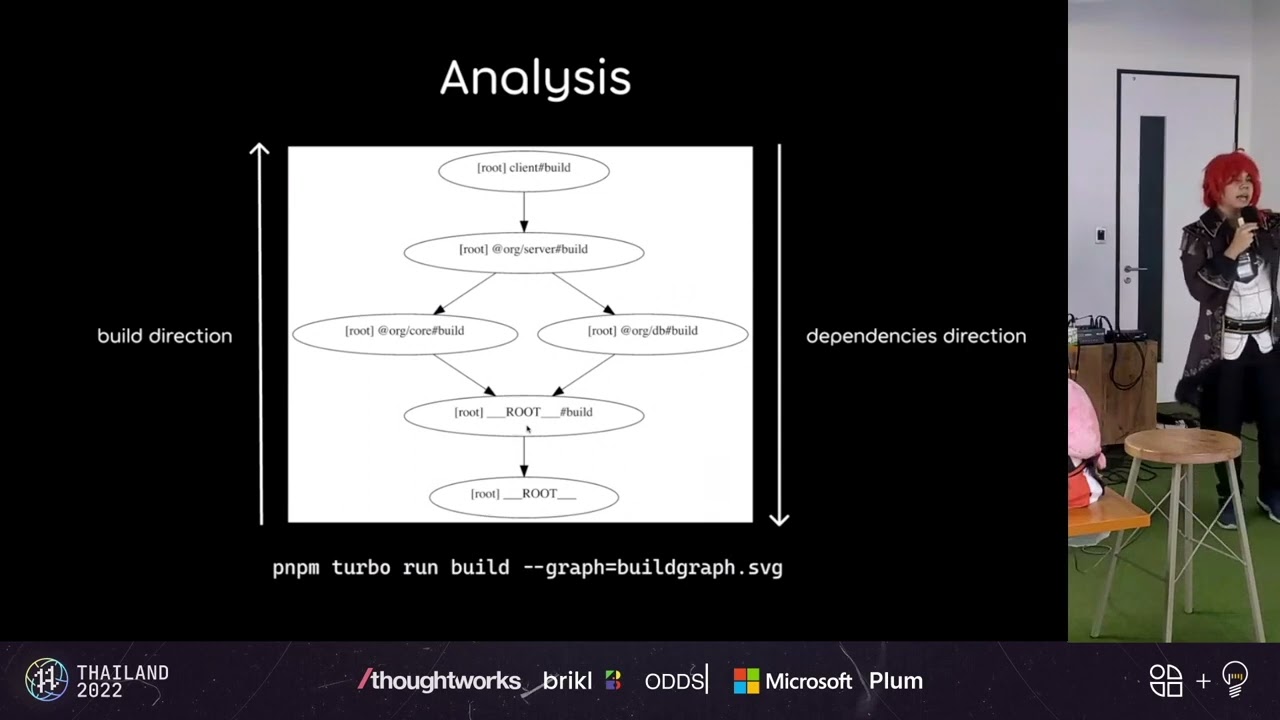 Analysis
[root] client#build
[root] @org/server#build
[root] @org/core#build
[root] @org/db#build
build direction
dependencies direction
[root] ___ROOT___#build
[root] ___ROOT___
pnpm turbo run build --graph=buildgraph.svg
THAILAND
2022
/thoughtworks
brikl
ODDS|
Microsoft
Plum